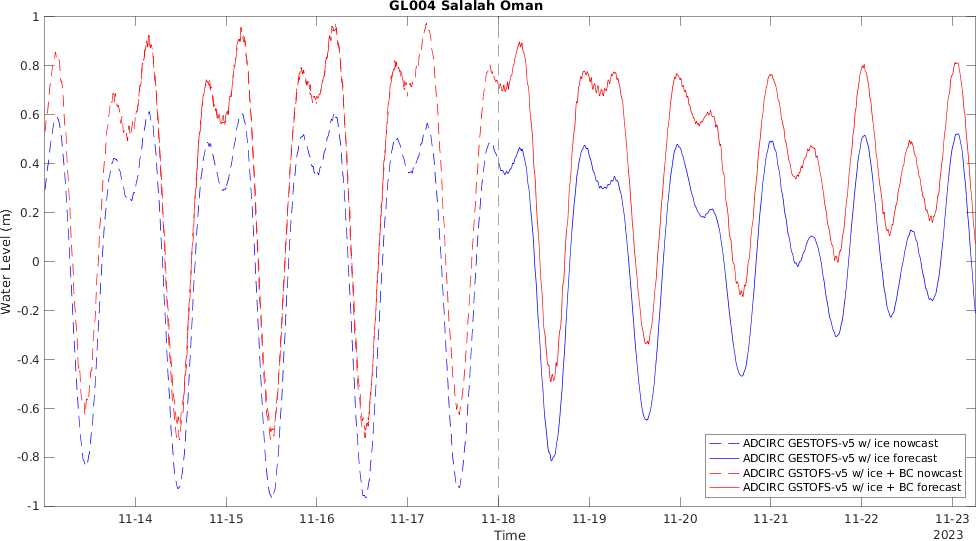 GL004 Salalah Oman
1
0.8
0.6
0.4
0.2
0
-0.2
-0.4
-0.6
-0.8
-1
Water Level (m)
11-14 11-15 11-16 11-17 11-18 11-19 11-20 11-21 11-22 11-23
2023
Time
ADCIRC GESTOFS-v5 w/ ice nowcast
ADCIRC GESTOFS-v5 w/ ice forecast
ADCIRC GSTOFS-v5 w/ ice + BC nowcast
ADCIRC GSTOFS-v5 w/ ice + BC forecast